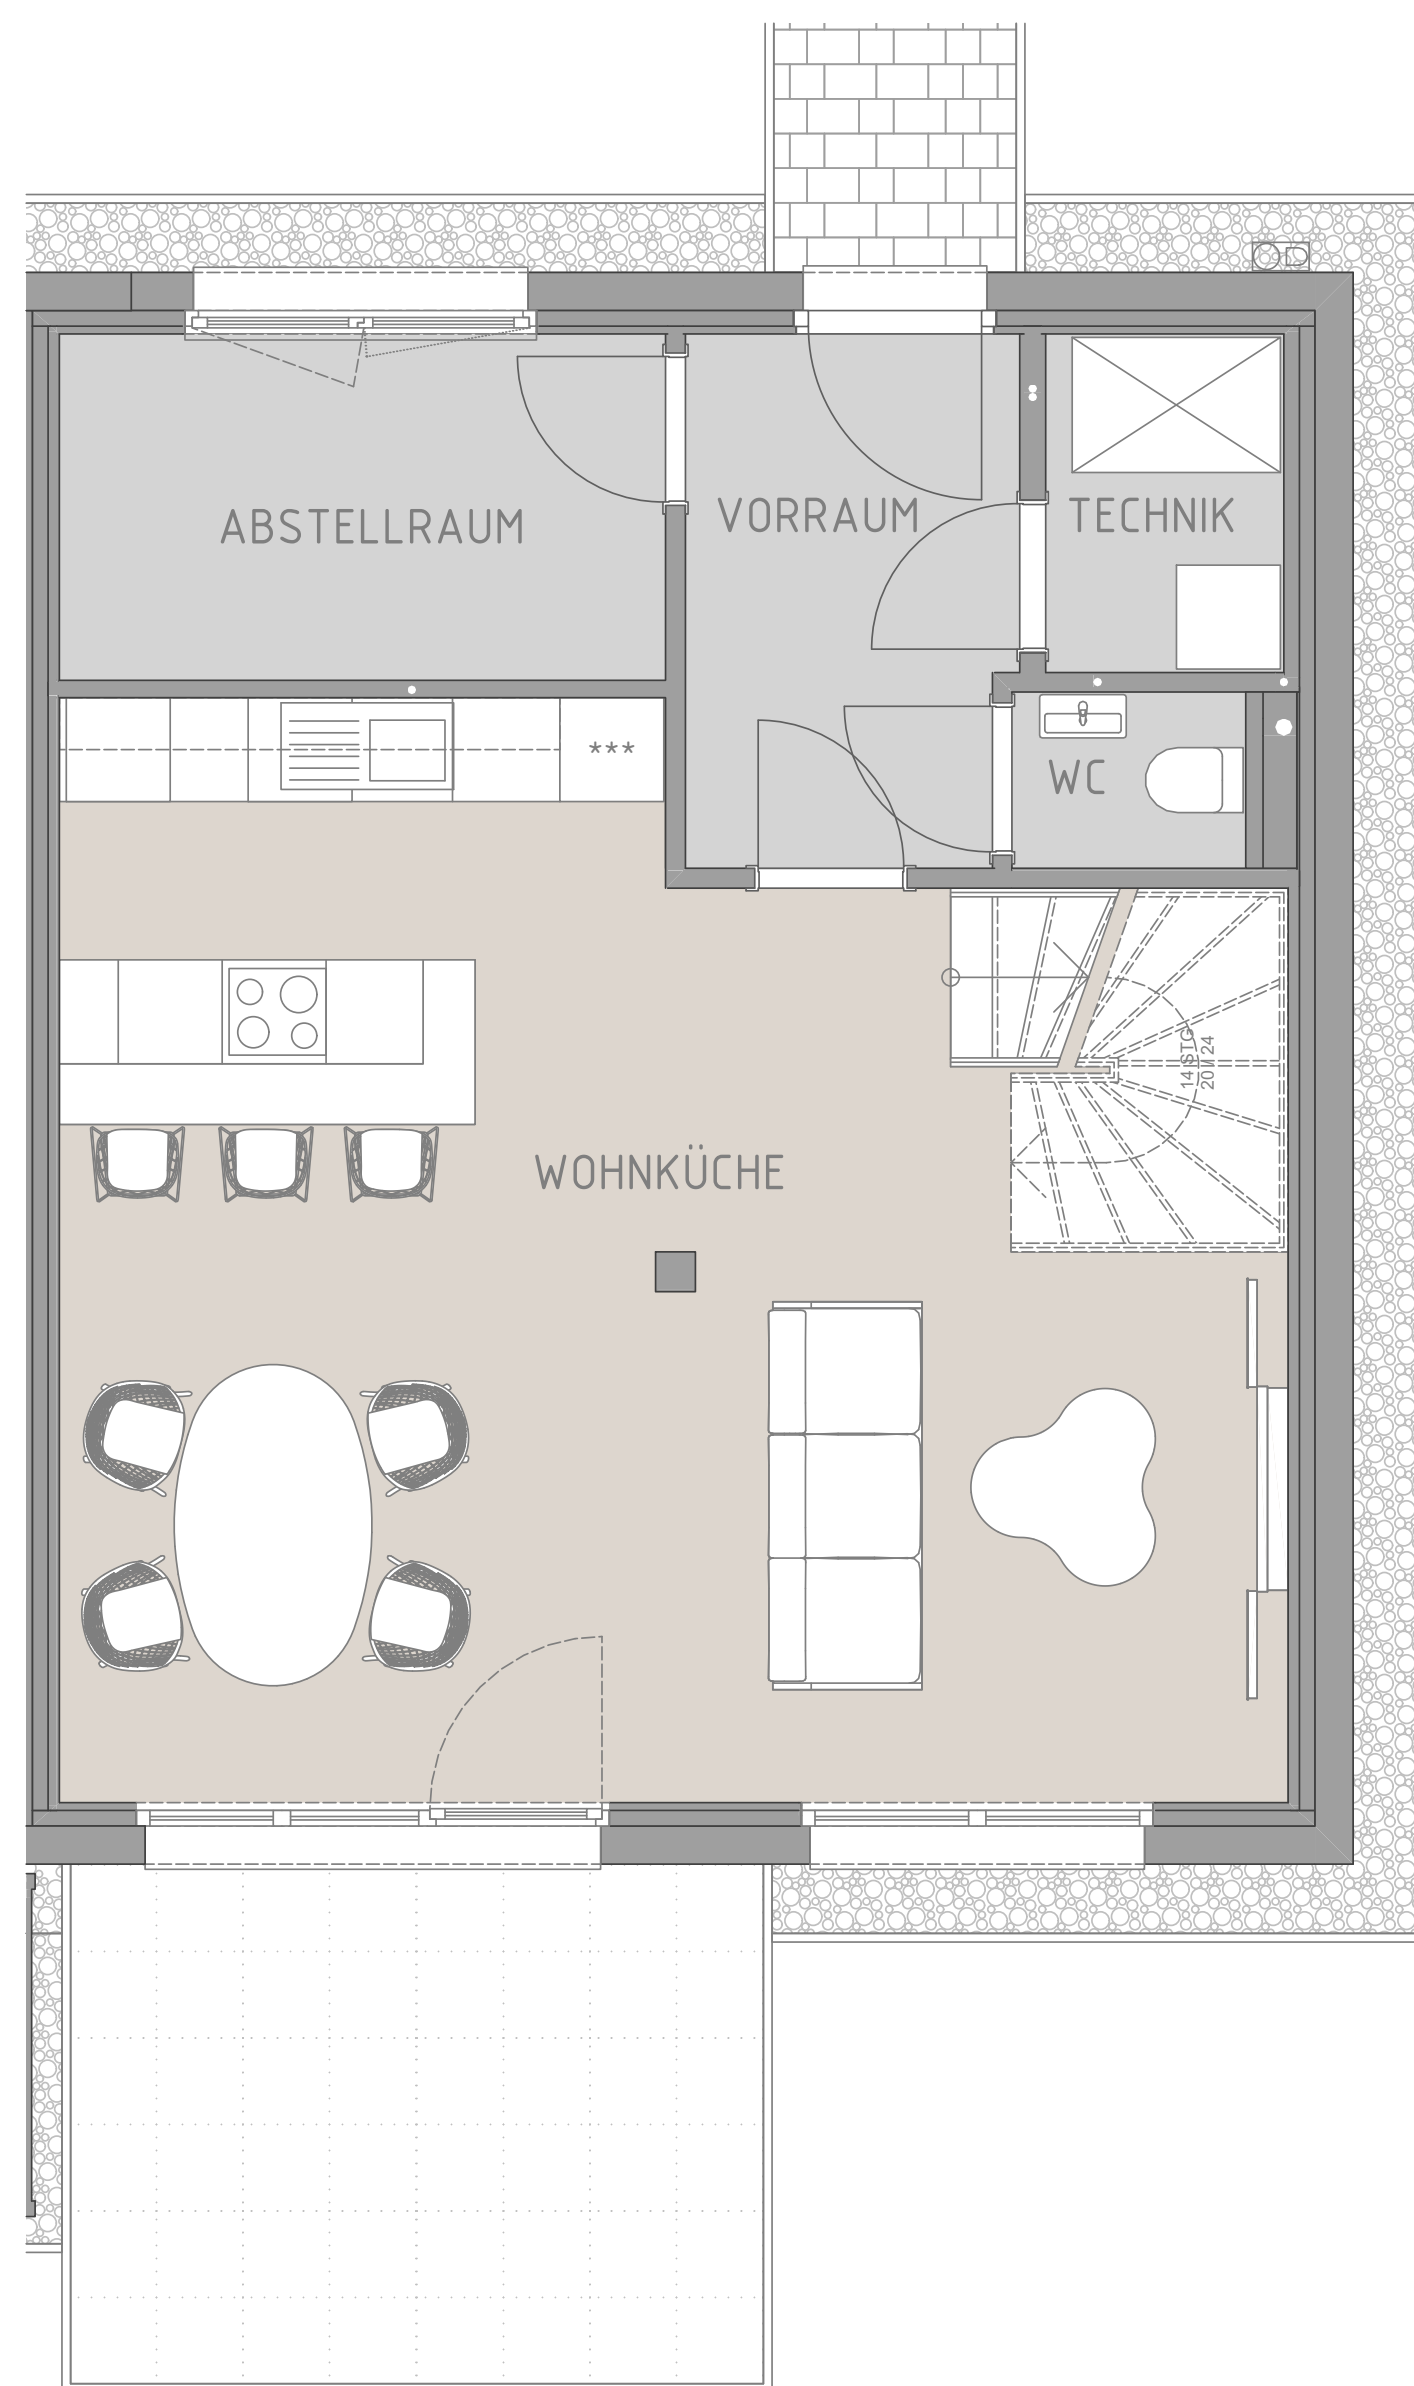 ABSTELLRAUM
VORRAUM
TECHNIK
***
WC
14 STG
20 / 24
WOHNKÜCHE